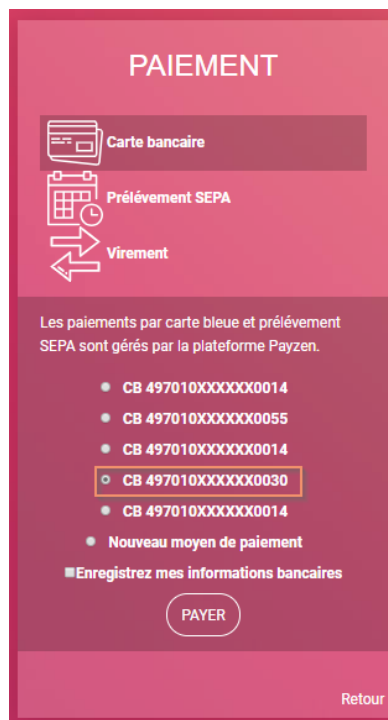 PAIEMENT
Carte bancaire
Prélévement SEPA
Virement
Les paiements par carte bleue et prélévement
SEPA sont gérés par la plateforme Payzen.
CB 497010XXXXXX0014
CB 497010XXXXXX0055
CB 497010XXXXXX0014
CB 497010XXXXXX0030
CB 497010XXXXXX0014
Nouveau moyen de paiement
Enregistrez mes informations bancaires
PAYER
Retour